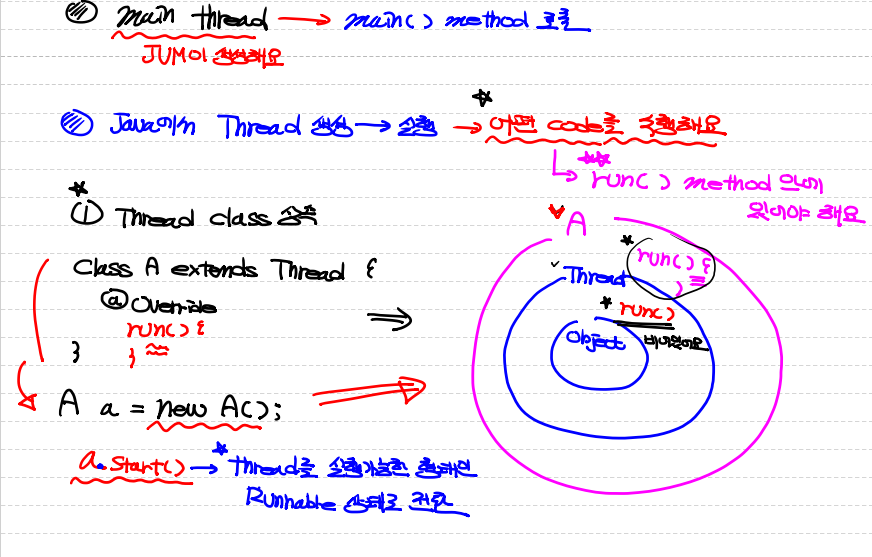 main thread → main() method 호출
JVM이 생성해요
Java에서 Thread 생성 → 실행 → 어떤 code를 수행해요
→ run() method 안에
있어야 해요
① Thread class 상속
Class A extends Thread {
@ Override
run() {
}
}
A a = new A();
a.start() → Thread를 실행가능한 형태인
Runnable 상태로 전환
A
run() {
}
Thread
run()
비어있어요
Object